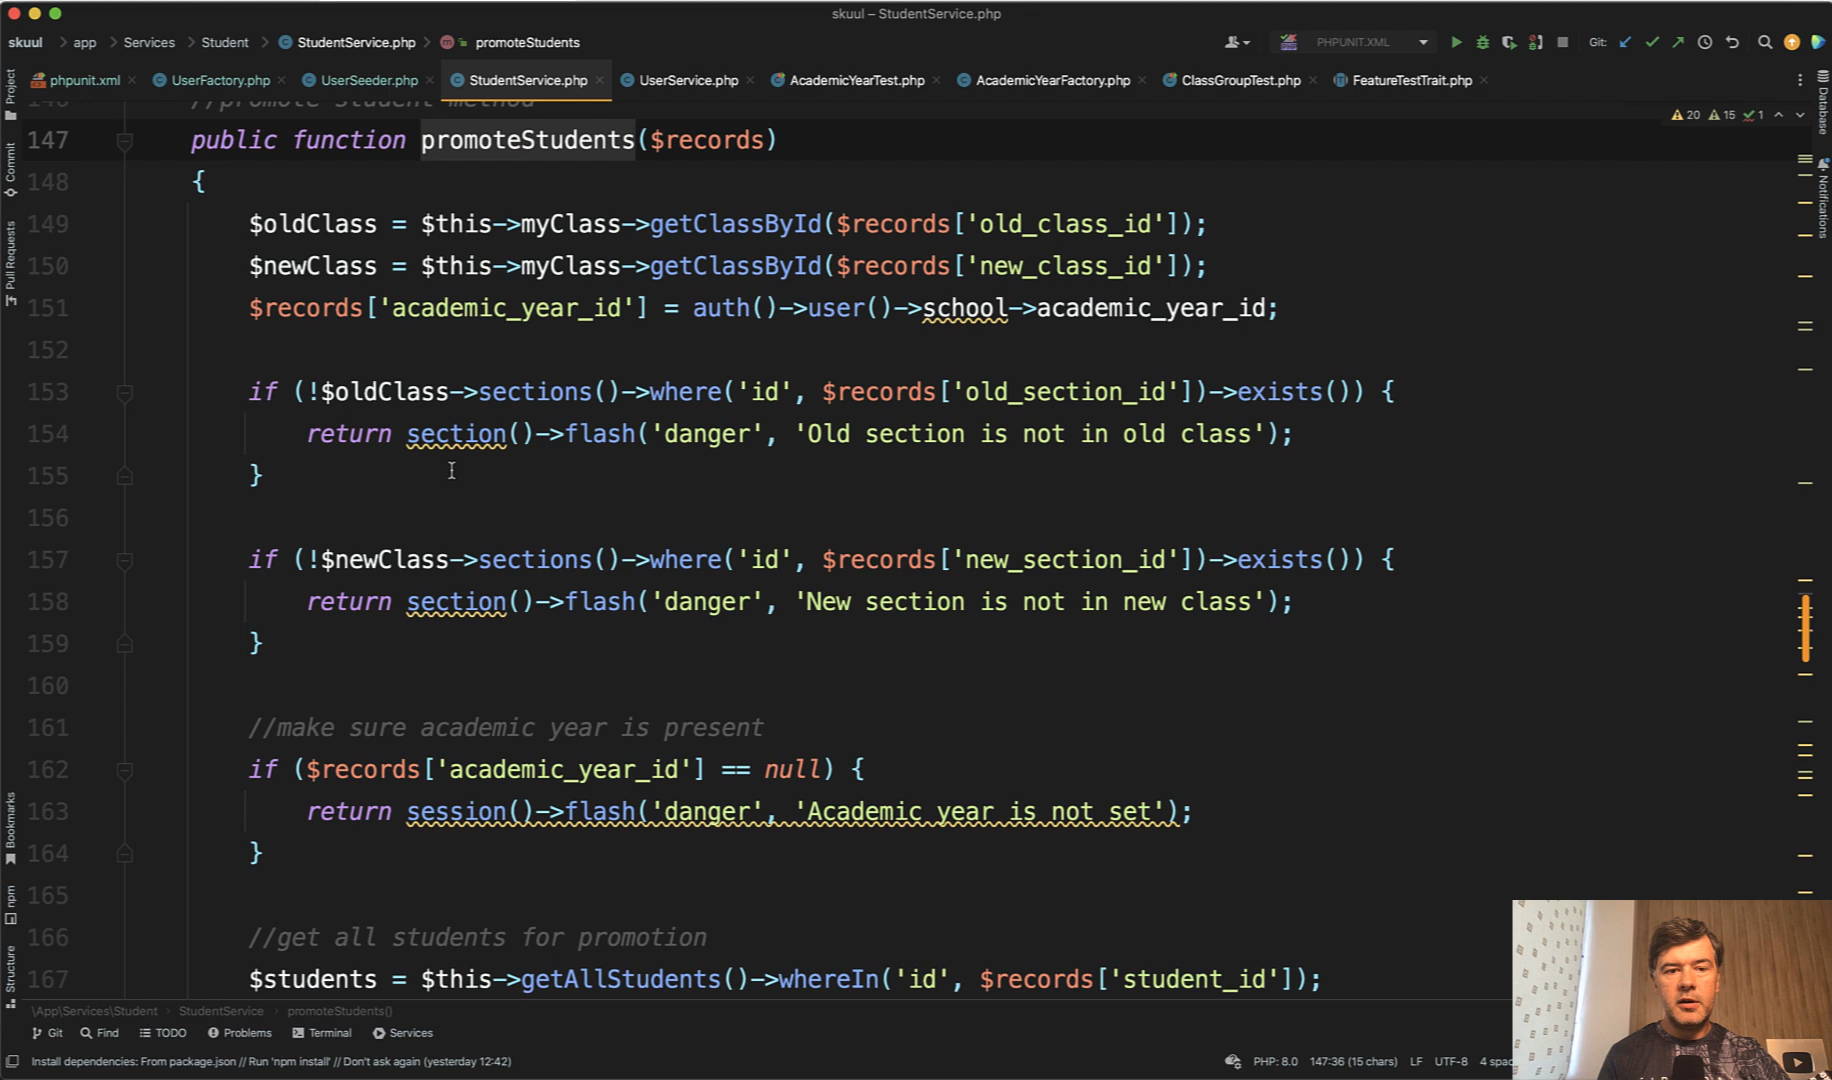 skuul – StudentService.php
skuul > app > Services > Student > StudentService.php > promoteStudents
PHPUNIT.XML
Git:
phpunit.xml
UserFactory.php
UserSeeder.php
StudentService.php
UserService.php
AcademicYearTest.php
AcademicYearFactory.php
ClassGroupTest.php
FeatureTestTrait.php
Project
Commit
Pull Requests
Bookmarks
npm
Structure
Database
Notifications
20 15 1
//promote student method
147 public function promoteStudents($records)
148 {
149 $oldClass = $this->myClass->getClassById($records['old_class_id']);
150 $newClass = $this->myClass->getClassById($records['new_class_id']);
151 $records['academic_year_id'] = auth()->user()->school->academic_year_id;
152
153 if (!$oldClass->sections()->where('id', $records['old_section_id'])->exists()) {
154 return section()->flash('danger', 'Old section is not in old class');
155 }
156
157 if (!$newClass->sections()->where('id', $records['new_section_id'])->exists()) {
158 return section()->flash('danger', 'New section is not in new class');
159 }
160
161 //make sure academic year is present
162 if ($records['academic_year_id'] == null) {
163 return session()->flash('danger', 'Academic year is not set');
164 }
165
166 //get all students for promotion
167 $students = $this->getAllStudents()->whereIn('id', $records['student_id']);
\App\Services\Student > StudentService > promoteStudents()
Git Find TODO Problems Terminal Services
Install dependencies: From package.json // Run 'npm install' // Don't ask again (yesterday 12:42)
PHP: 8.0 147:36 (15 chars) LF UTF-8 4 spac